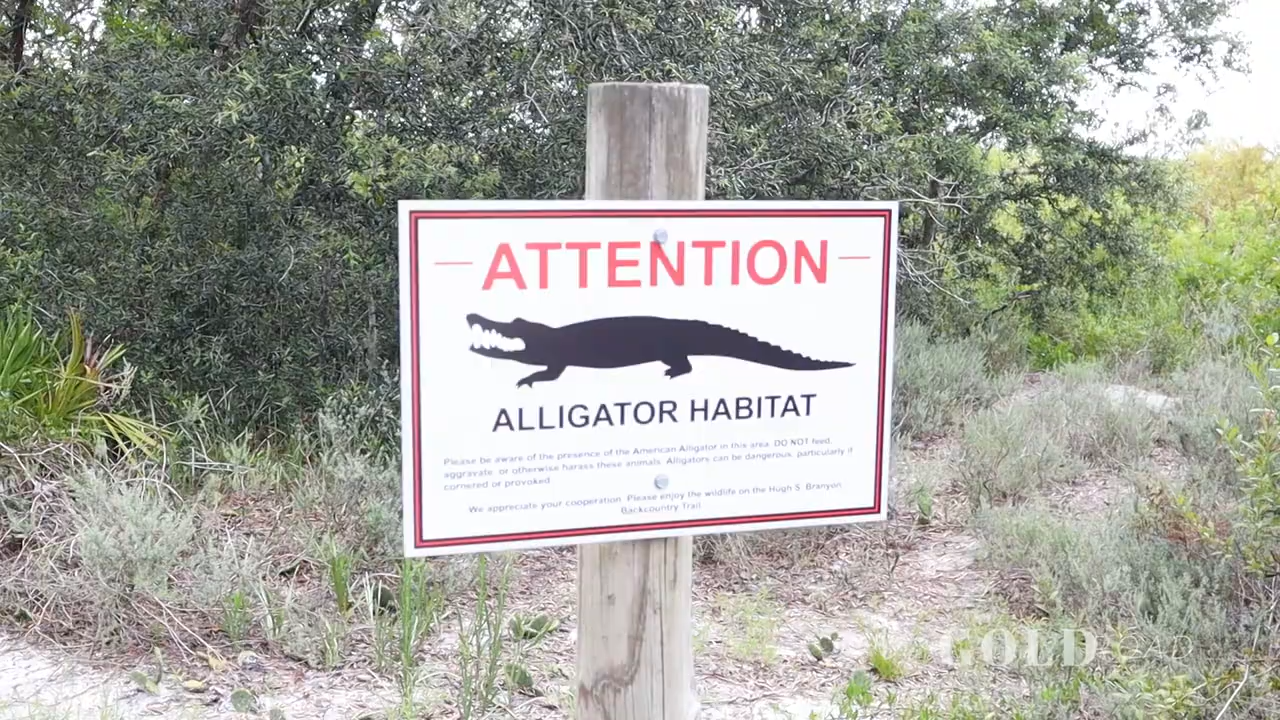 ATTENTION
ALLIGATOR HABITAT
Please be aware of the presence of the American Alligator in this area. DO NOT feed,
aggravate, or otherwise harass these animals. Alligators can be dangerous, particularly if
cornered or provoked.
We appreciate your cooperation. Please enjoy the wildlife on the Hugh S. Branyon
Backcountry Trail.
GOLD